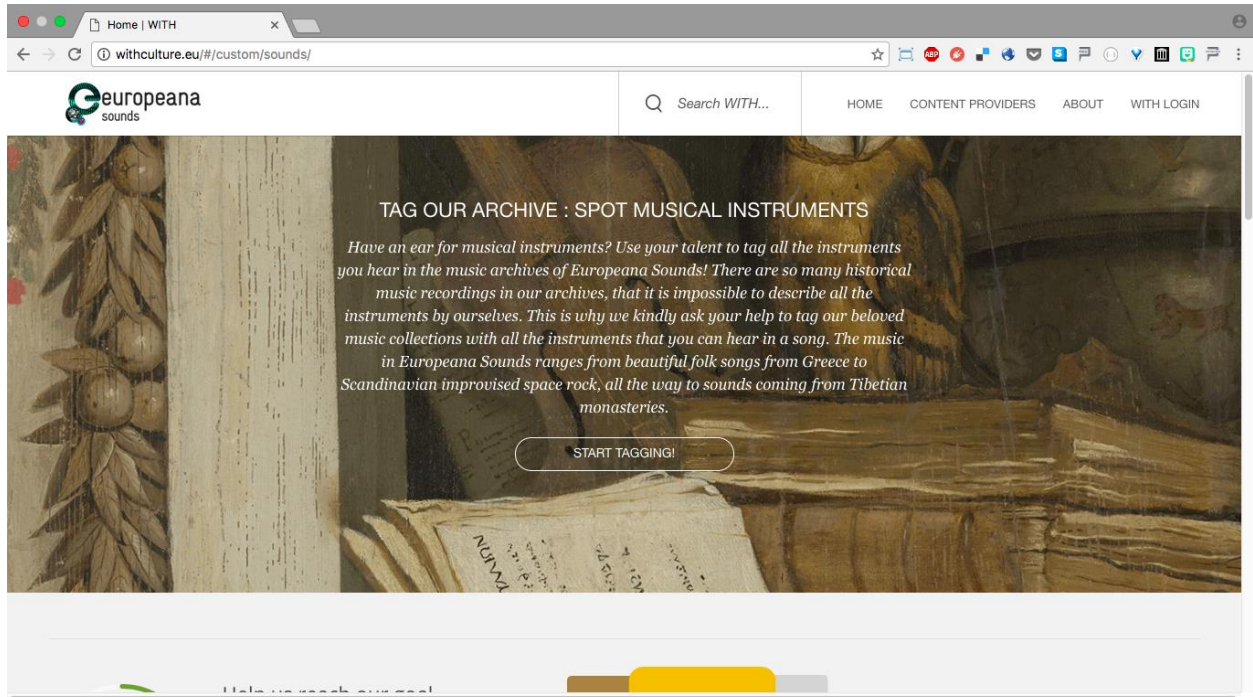 Home | WITH
withculture.eu/#/custom/sounds/
ABP
S
europeana
sounds
Search WITH...
HOME
CONTENT PROVIDERS
ABOUT
WITH LOGIN
TAG OUR ARCHIVE : SPOT MUSICAL INSTRUMENTS
Have an ear for musical instruments? Use your talent to tag all the instruments
you hear in the music archives of Europeana Sounds! There are so many historical
music recordings in our archives, that it is impossible to describe all the
instruments by ourselves. This is why we kindly ask your help to tag our beloved
music collections with all the instruments that you can hear in a song. The music
in Europeana Sounds ranges from beautiful folk songs from Greece to
Scandinavian improvised space rock, all the way to sounds coming from Tibetian
monasteries.
START TAGGING!
Help us reach our goal